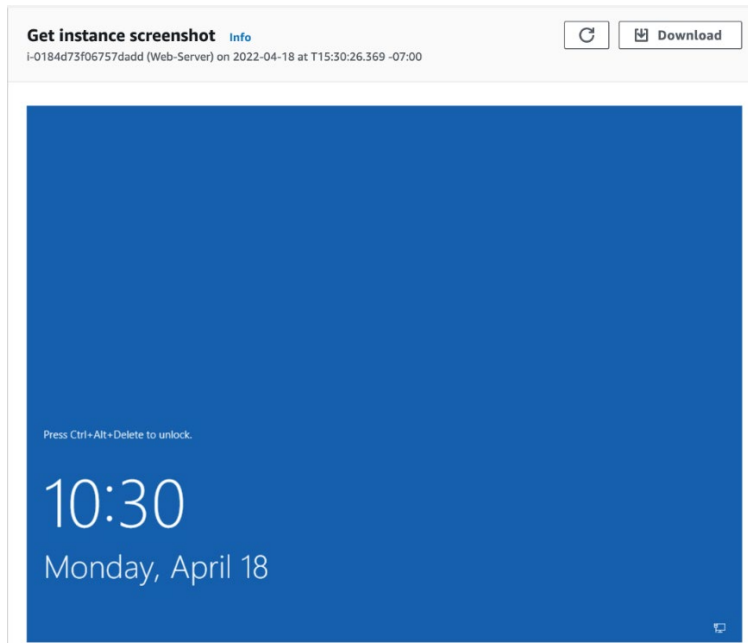 Get instance screenshot Info
Download
i-0184d73f06757dadd (Web-Server) on 2022-04-18 at T15:30:26.369 -07:00
Press Ctrl+Alt+Delete to unlock.
10:30
Monday, April 18